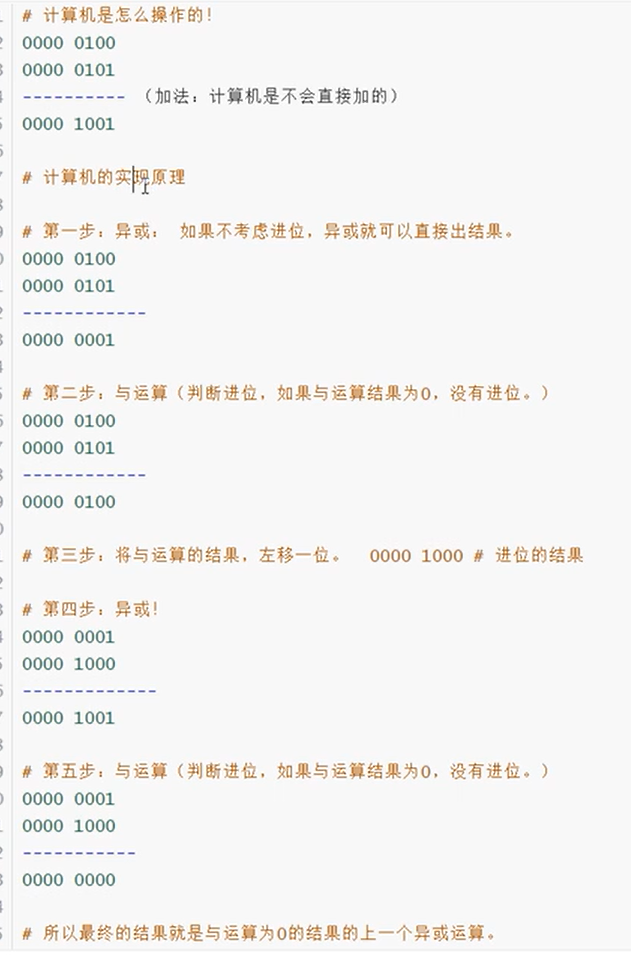 # 计算机是怎么操作的!
0000 0100
0000 0101
---------- （加法：计算机是不会直接加的）
0000 1001
# 计算机的实现原理
# 第一步：异或： 如果不考虑进位，异或就可以直接出结果。
0000 0100
0000 0101
------------
0000 0001
# 第二步：与运算（判断进位，如果与运算结果为0，没有进位。）
0000 0100
0000 0101
------------
0000 0100
# 第三步：将与运算的结果，左移一位。 0000 1000 # 进位的结果
# 第四步：异或!
0000 0001
0000 1000
-------------
0000 1001
# 第五步：与运算（判断进位，如果与运算结果为0，没有进位。）
0000 0001
0000 1000
-----------
0000 0000
# 所以最终的结果就是与运算为0的结果的上一个异或运算。